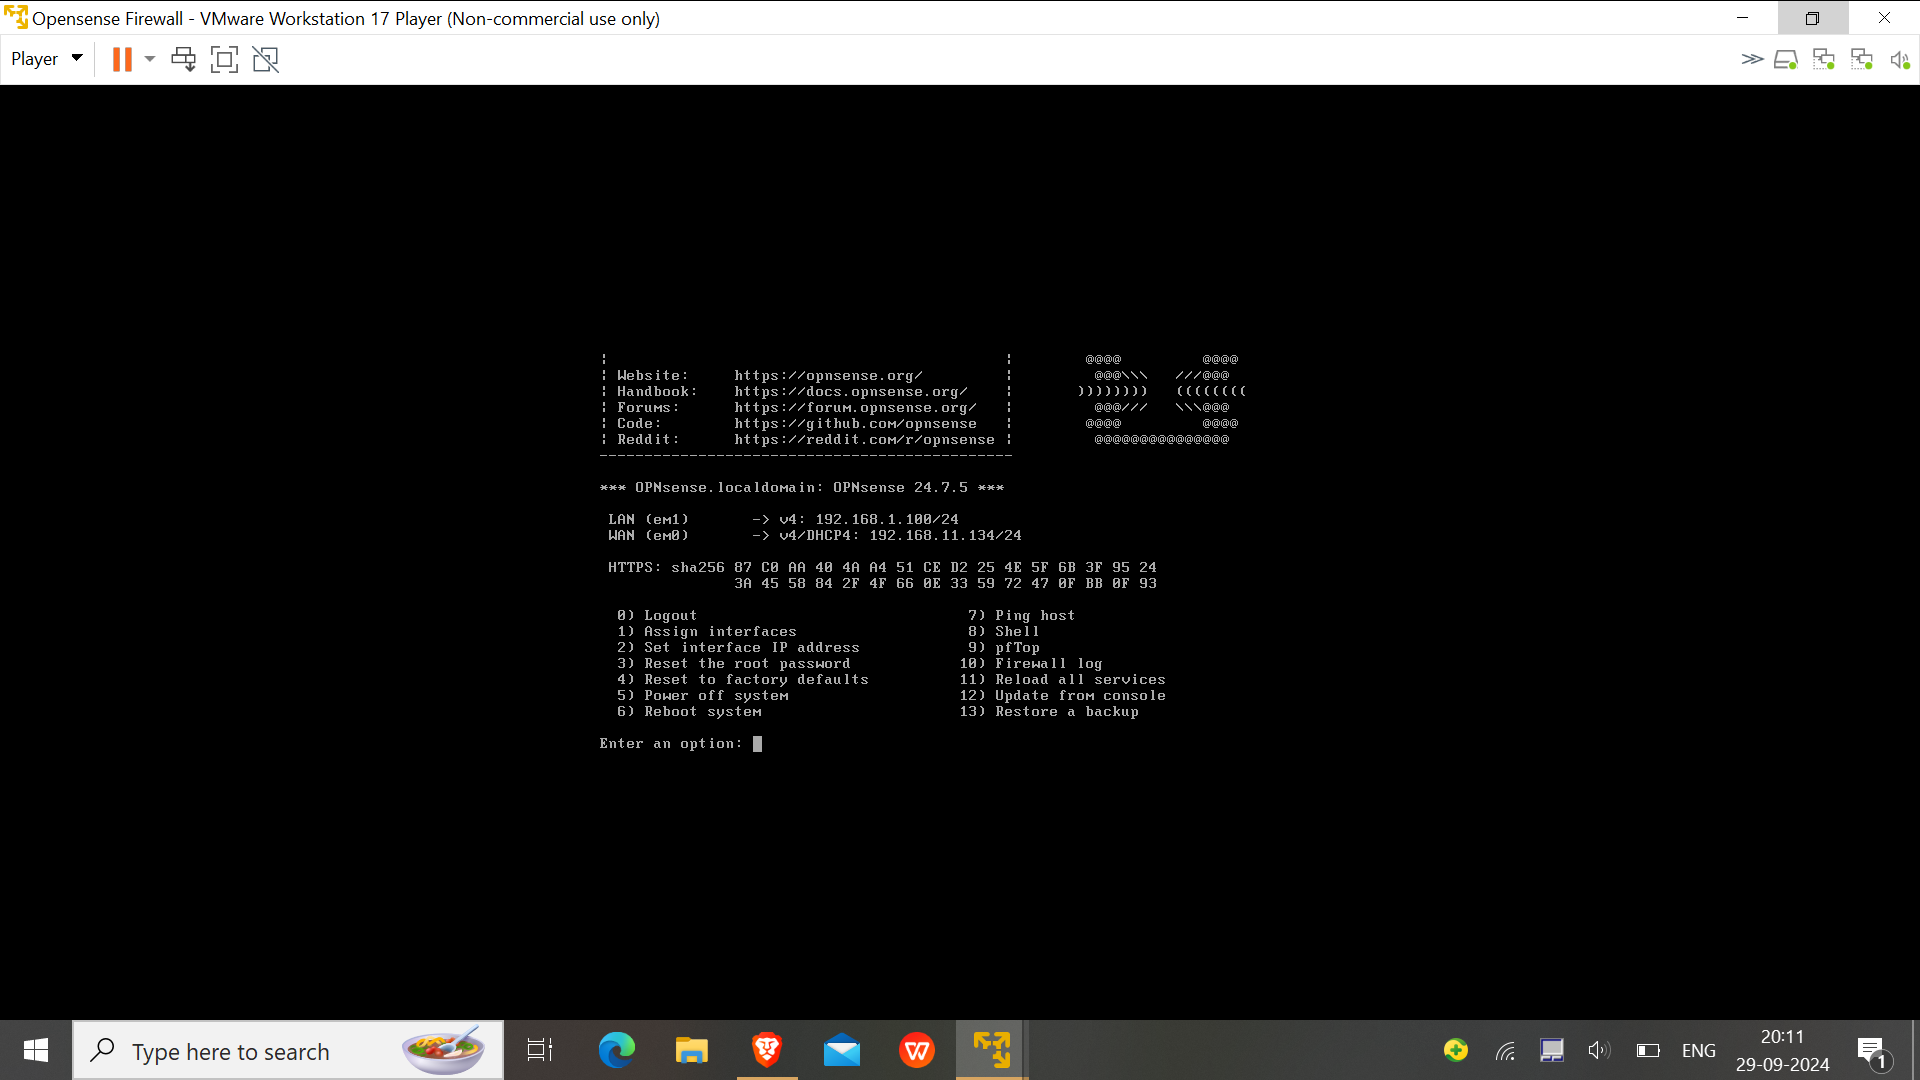 Opensense Firewall - VMware Workstation 17 Player (Non-commercial use only)
Player
¦ ¦ @@@@ @@@@
¦ Website: https://opnsense.org/ ¦ @@@\\\ ///@@@
¦ Handbook: https://docs.opnsense.org/ ¦ )))))))) ((((((((
¦ Forums: https://forum.opnsense.org/ ¦ @@@/// \\\@@@
¦ Code: https://github.com/opnsense ¦ @@@@ @@@@
¦ Reddit: https://reddit.com/r/opnsense ¦ @@@@@@@@@@@@@@@
----------------------------------------------
*** OPNsense.localdomain: OPNsense 24.7.5 ***
LAN (em1) -> v4: 192.168.1.100/24
WAN (em0) -> v4/DHCP4: 192.168.11.134/24
HTTPS: sha256 87 C0 AA 40 4A A4 51 CE D2 25 4E 5F 6B 3F 95 24
3A 45 58 84 2F 4F 66 0E 33 59 72 47 0F BB 0F 93
0) Logout 7) Ping host
1) Assign interfaces 8) Shell
2) Set interface IP address 9) pfTop
3) Reset the root password 10) Firewall log
4) Reset to factory defaults 11) Reload all services
5) Power off system 12) Update from console
6) Reboot system 13) Restore a backup
Enter an option:
Type here to search
ENG
20:11
29-09-2024
1